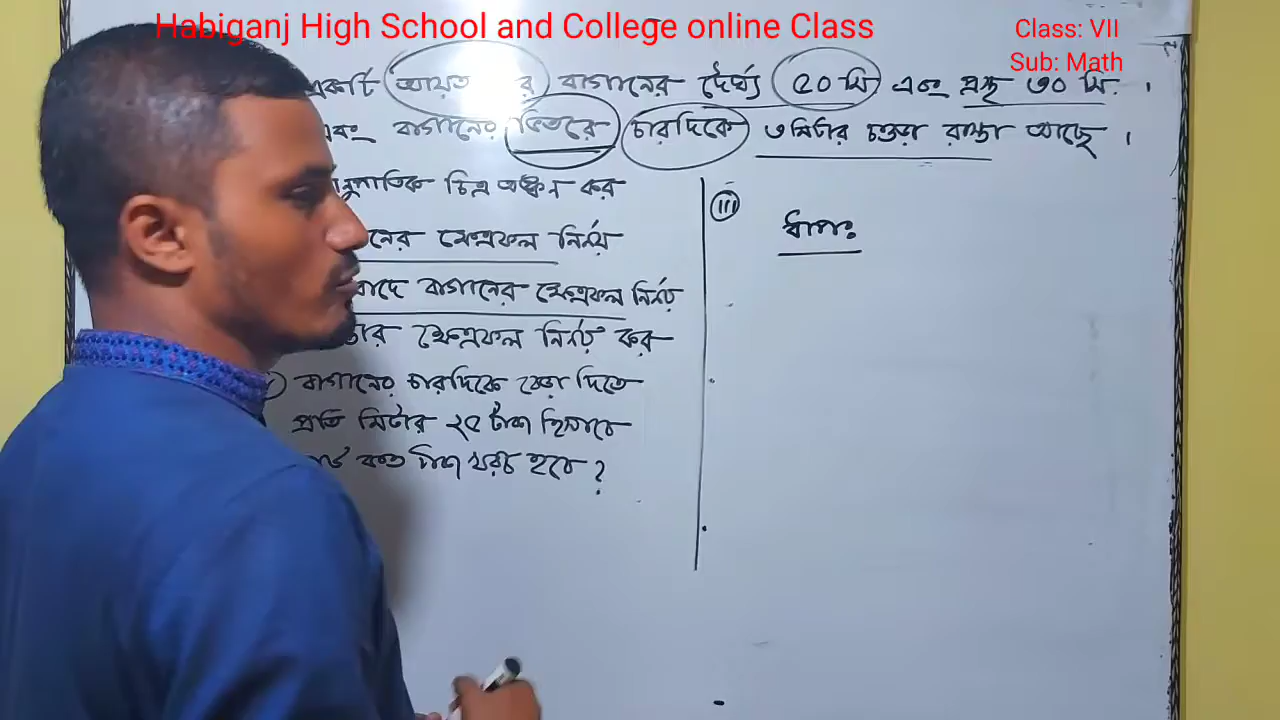 Habiganj High School and College online Class
Class: VII
Sub: Math
একটি আয়ত র বাগানের দৈর্ঘ্য ৫০ মি এবং প্রস্থ ৩০ মি. ।
এবং বাগানের ভিতরে চারদিকে ৩ মিটার চওড়া রাস্তা আছে ।
নুপাতিক চিত্র অঙ্কন কর
নের ক্ষেত্রফল নির্ণয়
বাদে বাগানের ক্ষেত্রফল নির্ণয়
তার ক্ষেত্রফল নির্ণয় কর
বাগানের চারদিকে বেড়া দিতে
প্রতি মিটার ২৫ টাকা হিসাবে
কত খরচ হবে ?
iii
ধাপঃ